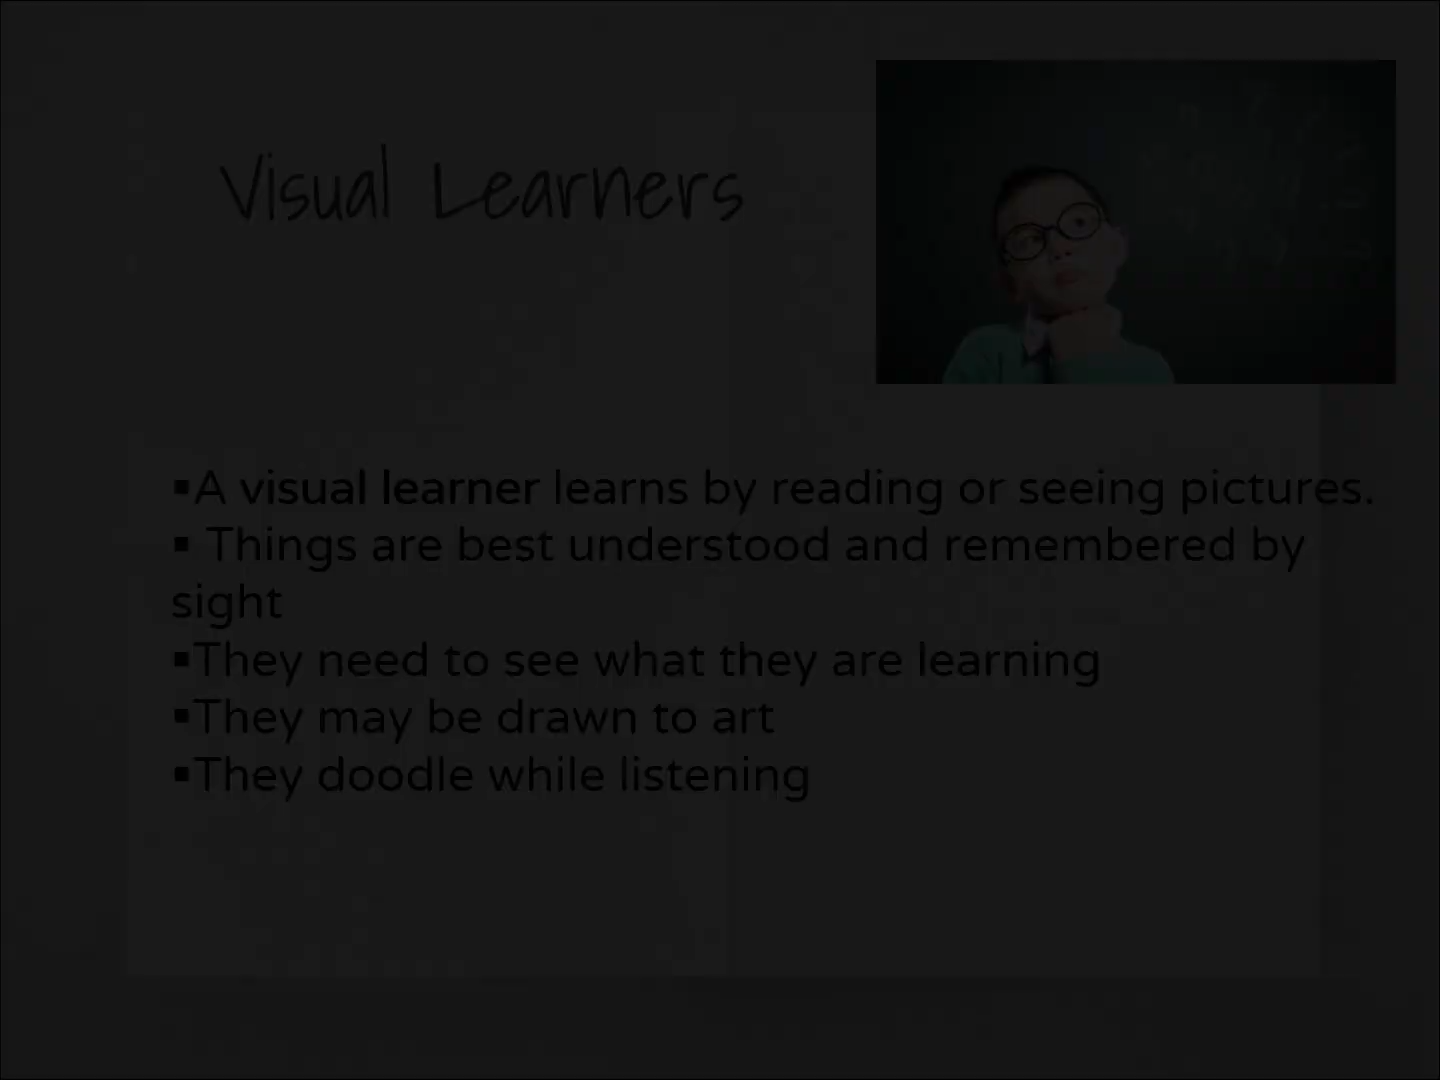 Visual Learners
▪A visual learner learns by reading or seeing pictures.
▪ Things are best understood and remembered by
sight
▪They need to see what they are learning
▪They may be drawn to art
▪They doodle while listening